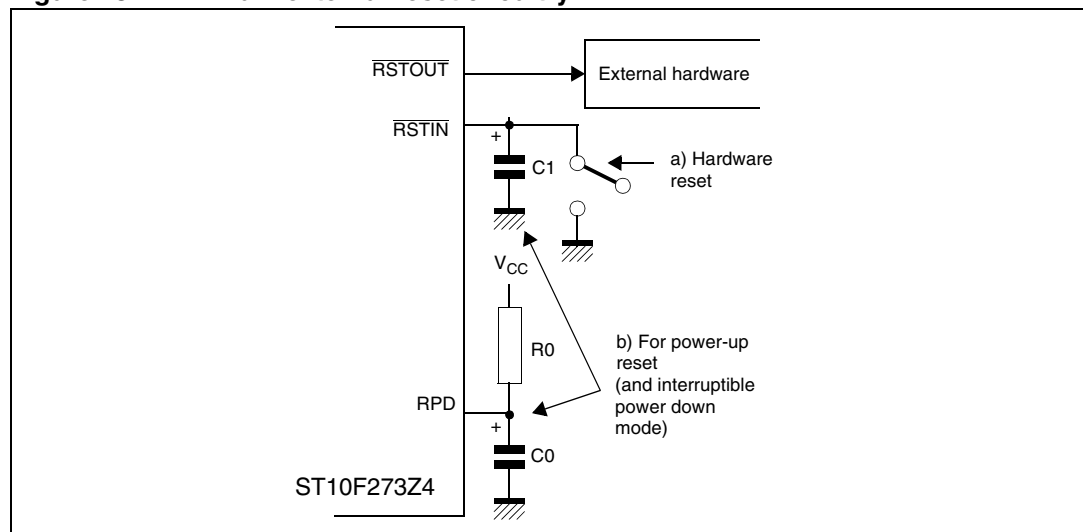 RSTOUT
External hardware
RSTIN
+
C1
a) Hardware
reset
VCC
R0
b) For power-up
reset
(and interruptible
power down
mode)
RPD
+
C0
ST10F273Z4